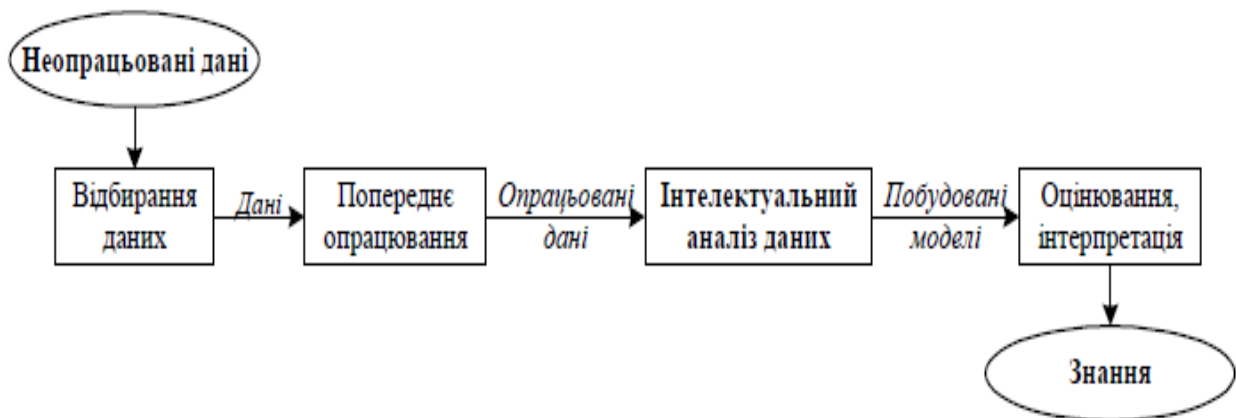 Неопрацьовані дані
Відбирання
даних
Дані
Попереднє
опрацювання
Опрацьовані
дані
Інтелектуальний
аналіз даних
Побудовані
моделі
Оцінювання,
інтерпретація
Знання